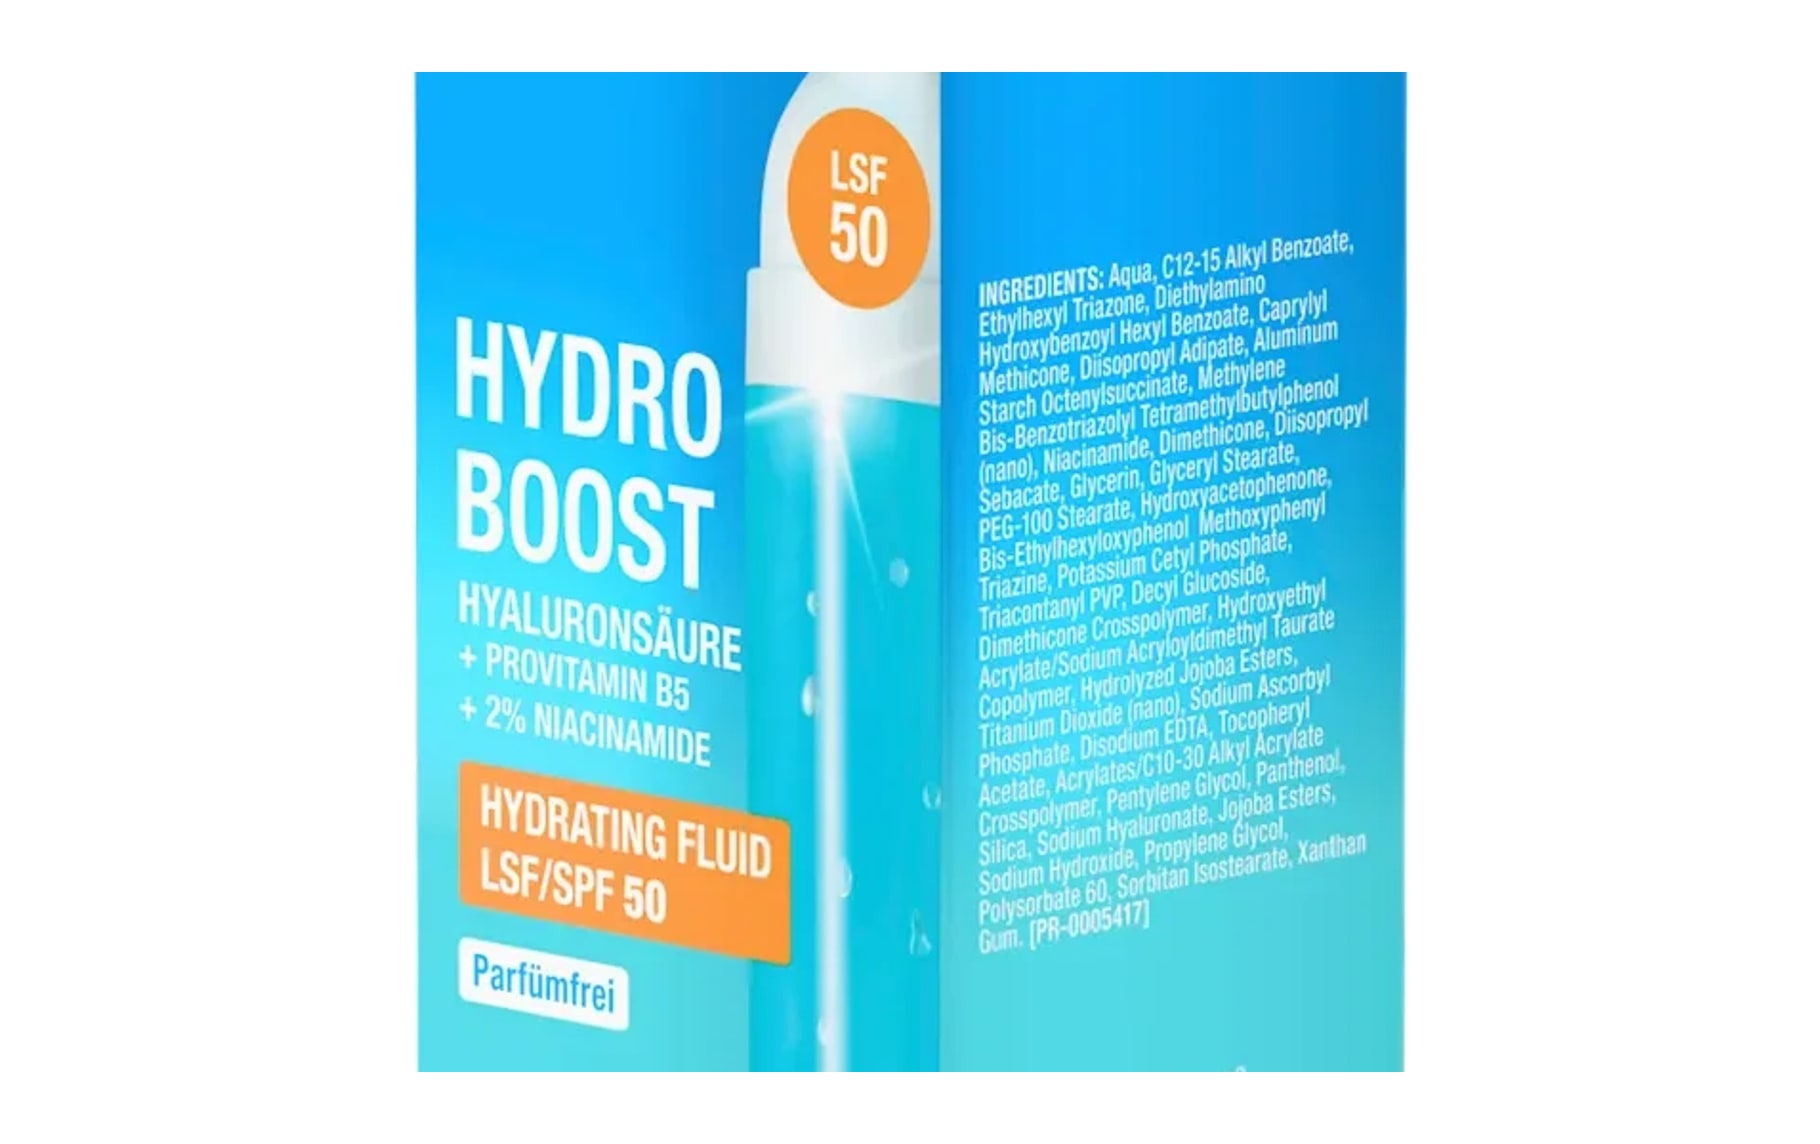 LSF
50
HYDRO
BOOST
HYALURONSÄURE
+ PROVITAMIN B5
+ 2% NIACINAMIDE
HYDRATING FLUID
LSF/SPF 50
Parfümfrei
INGREDIENTS: Aqua, C12-15 Alkyl Benzoate,
Ethylhexyl Triazone, Diethylamino
Hydroxybenzoyl Hexyl Benzoate, Caprylyl
Methicone, Diisopropyl Adipate, Aluminum
Starch Octenylsuccinate, Methylene
Bis-Benzotriazolyl Tetramethylbutylphenol
(nano), Niacinamide, Dimethicone, Diisopropyl
Sebacate, Glycerin, Glyceryl Stearate,
PEG-100 Stearate, Hydroxyacetophenone,
Bis-Ethylhexyloxyphenol Methoxyphenyl
Triazine, Potassium Cetyl Phosphate,
Triacontanyl PVP, Decyl Glucoside,
Dimethicone Crosspolymer, Hydroxyethyl
Acrylate/Sodium Acryloyldimethyl Taurate
Copolymer, Hydrolyzed Jojoba Esters,
Titanium Dioxide (nano), Sodium Ascorbyl
Phosphate, Disodium EDTA, Tocopheryl
Acetate, Acrylates/C10-30 Alkyl Acrylate
Crosspolymer, Pentylene Glycol, Panthenol,
Silica, Sodium Hyaluronate, Jojoba Esters,
Sodium Hydroxide, Propylene Glycol,
Polysorbate 60, Sorbitan Isostearate, Xanthan
Gum. [PR-0005417]